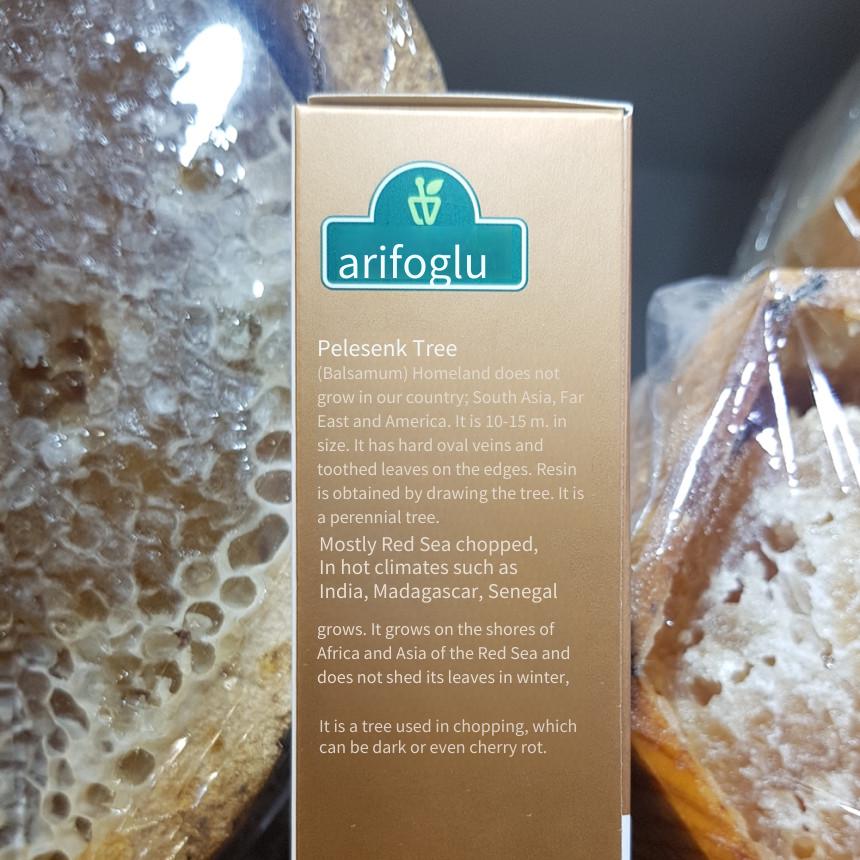 arifoglu
Pelesenk Tree
(Balsamum) Homeland does not
grow in our country; South Asia, Far
East and America. It is 10-15 m. in
size. It has hard oval veins and
toothed leaves on the edges. Resin
is obtained by drawing the tree. It is
a perennial tree.
Mostly Red Sea chopped,
In hot climates such as
India, Madagascar, Senegal
grows. It grows on the shores of
Africa and Asia of the Red Sea and
does not shed its leaves in winter,
It is a tree used in chopping, which
can be dark or even cherry rot.